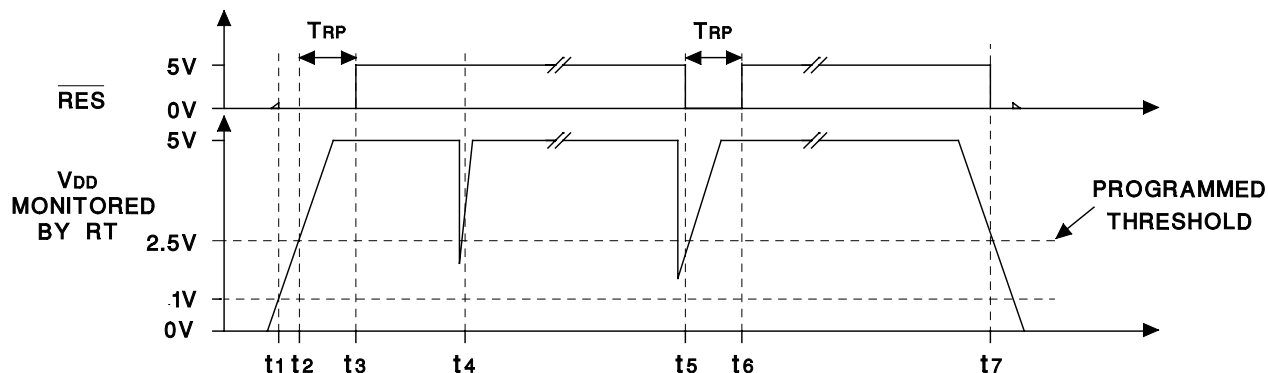 TRP
TRP
5V
RES
0V
5V
VDD
MONITORED
BY RT
2.5V
1V
0V
PROGRAMMED
THRESHOLD
t1 t2 t3 t4 t5 t6 t7